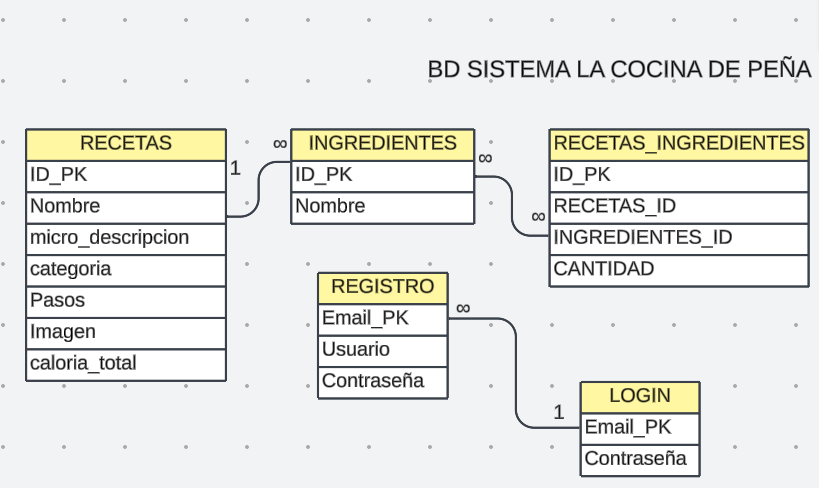 BD SISTEMA LA COCINA DE PEÑA
RECETAS
ID_PK
Nombre
micro_descripcion
categoria
Pasos
Imagen
caloria_total
1
∞
INGREDIENTES
ID_PK
Nombre
∞
∞
RECETAS_INGREDIENTES
ID_PK
RECETAS_ID
INGREDIENTES_ID
CANTIDAD
REGISTRO
Email_PK
Usuario
Contraseña
∞
1
LOGIN
Email_PK
Contraseña